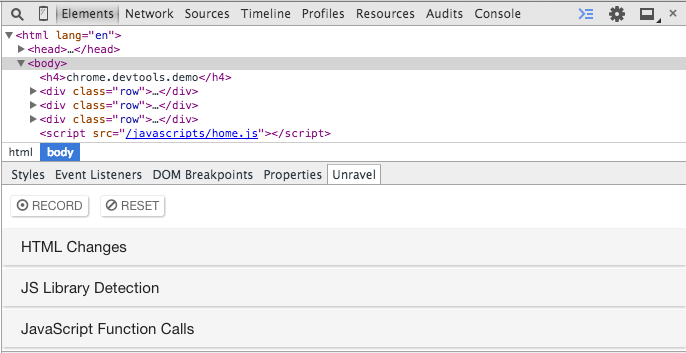 Elements Network Sources Timeline Profiles Resources Audits Console
<html lang="en">
<head>…</head>
<body>
<h4>chrome.devtools.demo</h4>
<div class="row">…</div>
<div class="row">…</div>
<div class="row">…</div>
<script src="/javascripts/home.js"></script>
html body
Styles Event Listeners DOM Breakpoints Properties Unravel
RECORD RESET
HTML Changes
JS Library Detection
JavaScript Function Calls